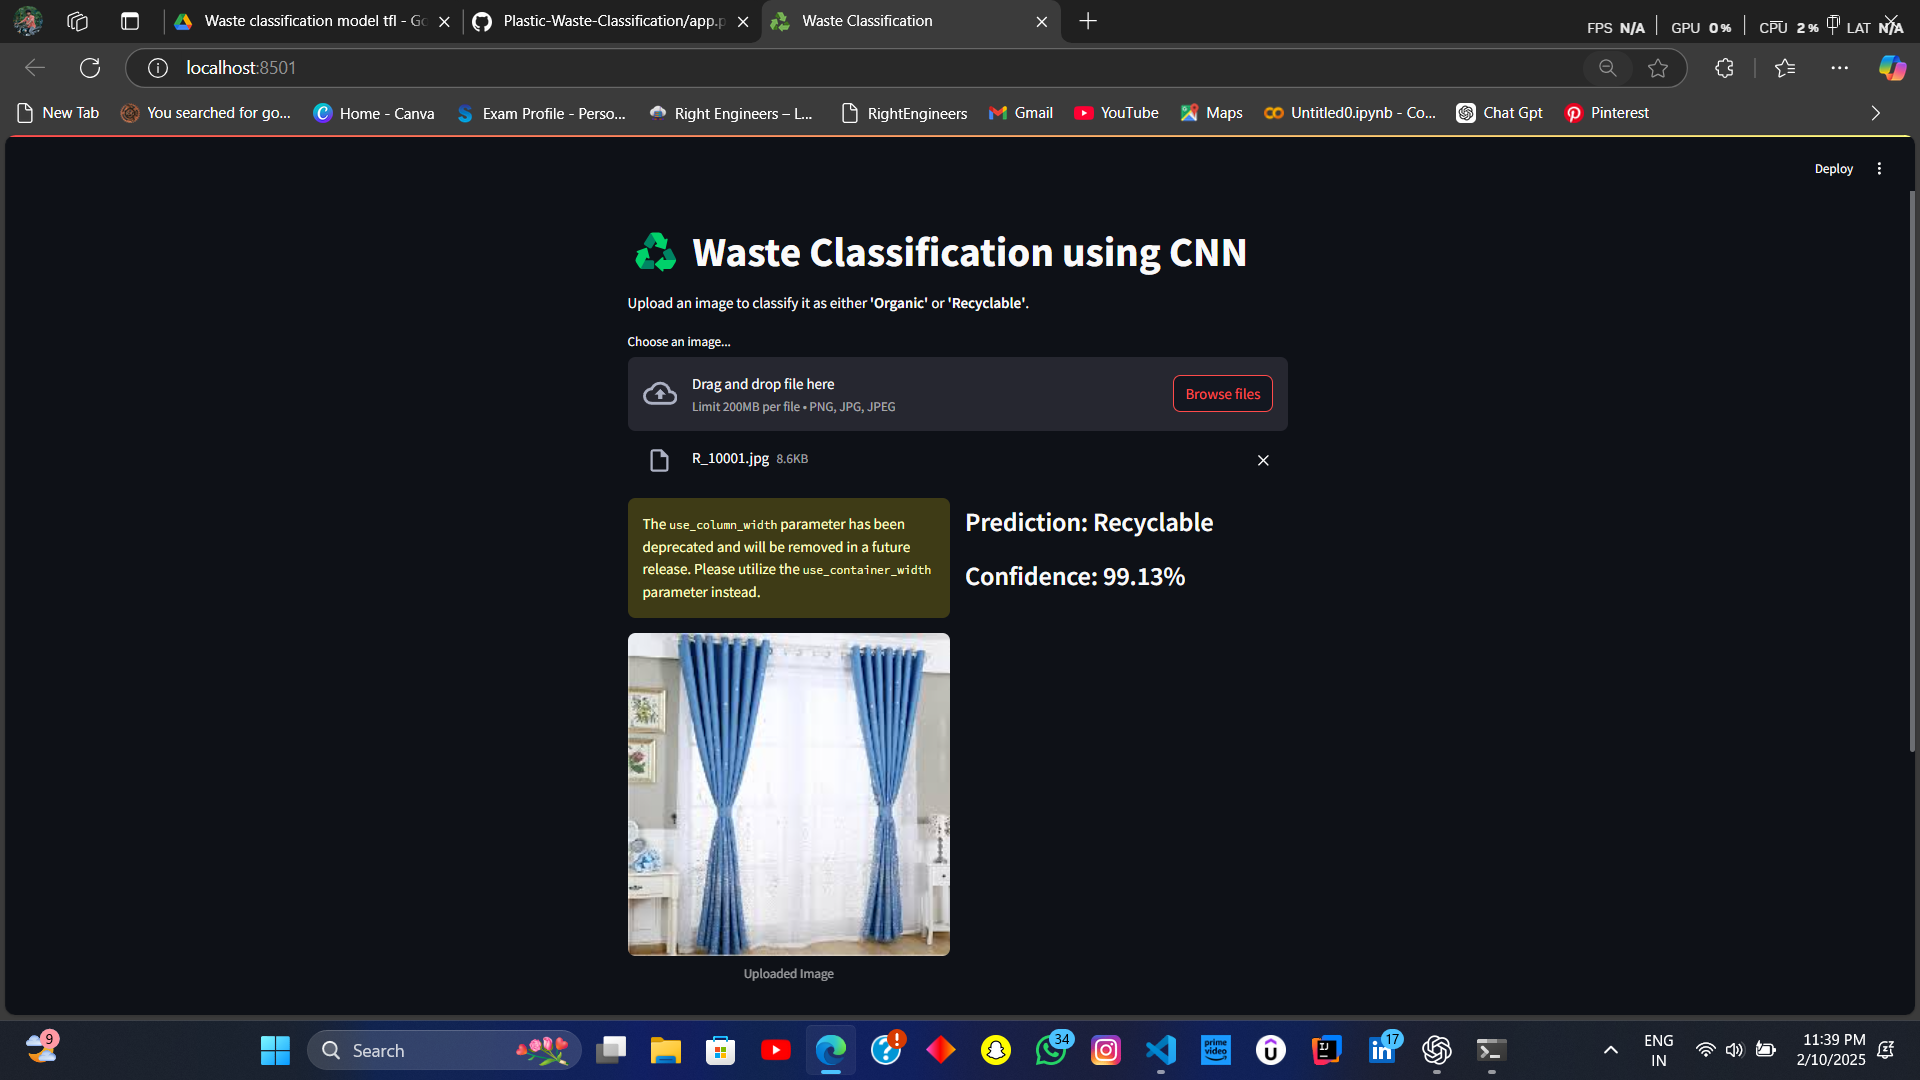 Waste classification model tfl - Go
Plastic-Waste-Classification/app.p
Waste Classification
FPS N/A
GPU 0%
CPU 2%
LAT N/A
localhost:8501
New Tab
You searched for go...
Home - Canva
Exam Profile - Perso...
Right Engineers – L...
RightEngineers
Gmail
YouTube
Maps
Untitled0.ipynb - Co...
Chat Gpt
Pinterest
Deploy
Waste Classification using CNN
Upload an image to classify it as either 'Organic' or 'Recyclable'.
Choose an image...
Drag and drop file here
Limit 200MB per file • PNG, JPG, JPEG
Browse files
R_10001.jpg 8.6KB
The use_column_width parameter has been
deprecated and will be removed in a future
release. Please utilize the use_container_width
parameter instead.
Prediction: Recyclable
Confidence: 99.13%
Uploaded Image
9
Search
34
prime video
IJ
17
ENG
IN
11:39 PM
2/10/2025